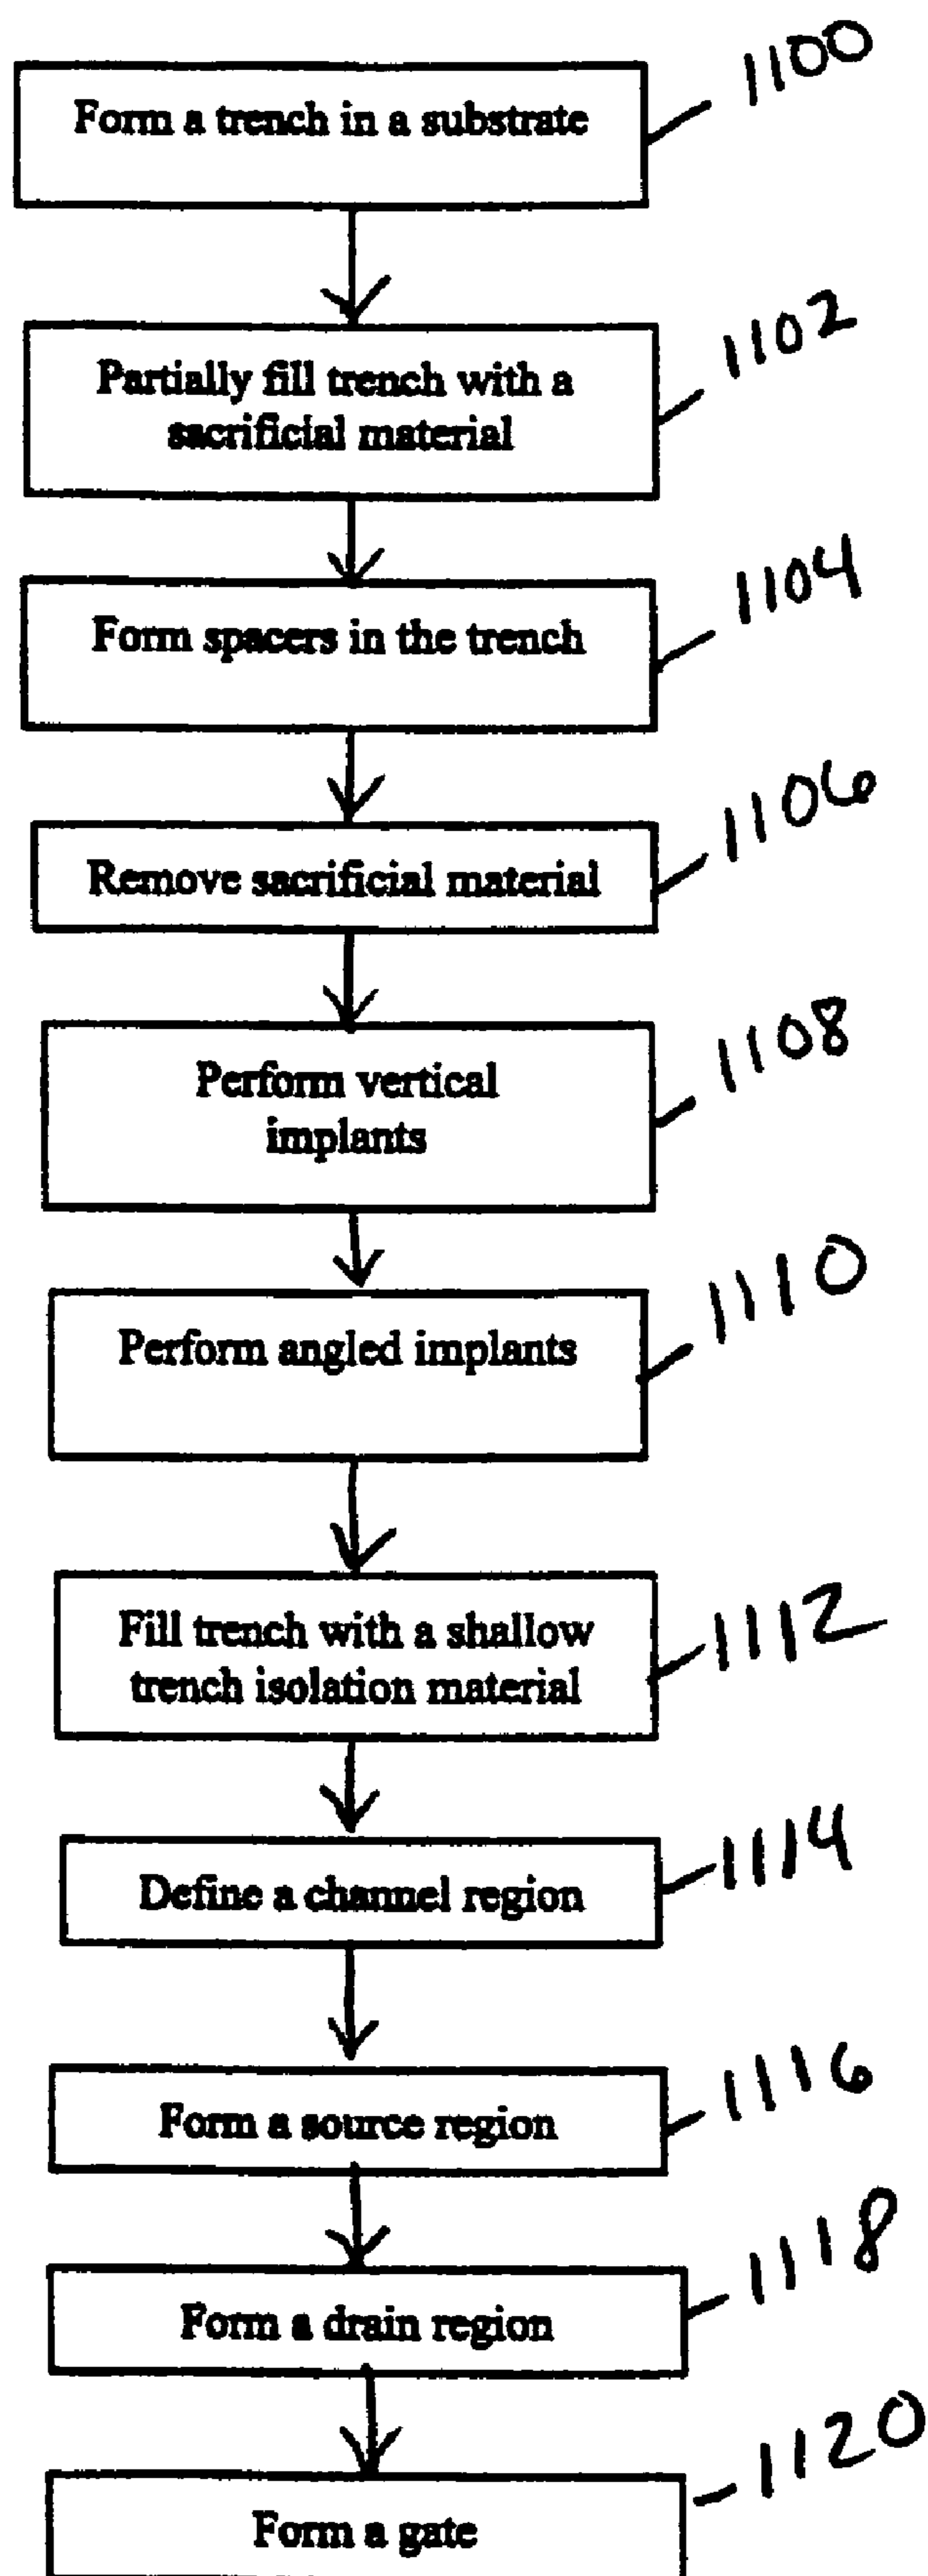 1100
Form a trench in a substrate
1102
Partially fill trench with a
sacrificial material
1104
Form spacers in the trench
1106
Remove sacrificial material
1108
Perform vertical
implants
1110
Perform angled implants
1112
Fill trench with a shallow
trench isolation material
1114
Define a channel region
1116
Form a source region
1118
Form a drain region
1120
Form a gate